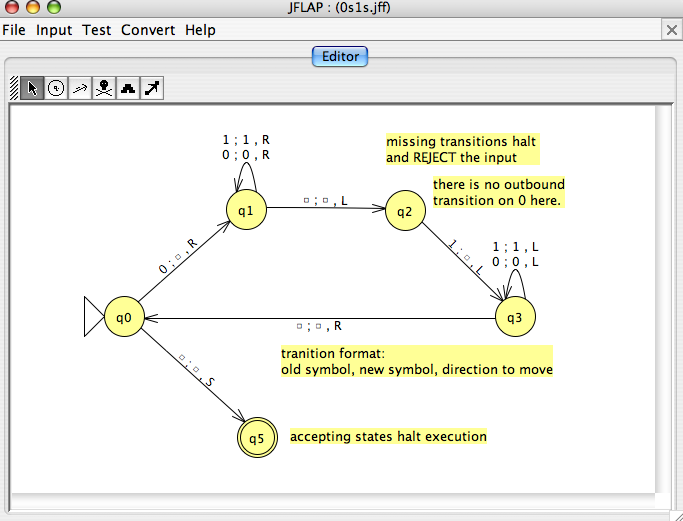 JFLAP : (0s1s.jff)
File Input Test Convert Help
Editor
1 ; 1 , R
0 ; 0 , R
missing transitions halt
and REJECT the input
there is no outbound
transition on 0 here.
q1
□ ; □ , L
q2
0 ; □ , R
1 ; □ , L
1 ; 1 , L
0 ; 0 , L
q0
q3
□ ; □ , R
tranition format:
old symbol, new symbol, direction to move
□ ; □ , S
q5
accepting states halt execution